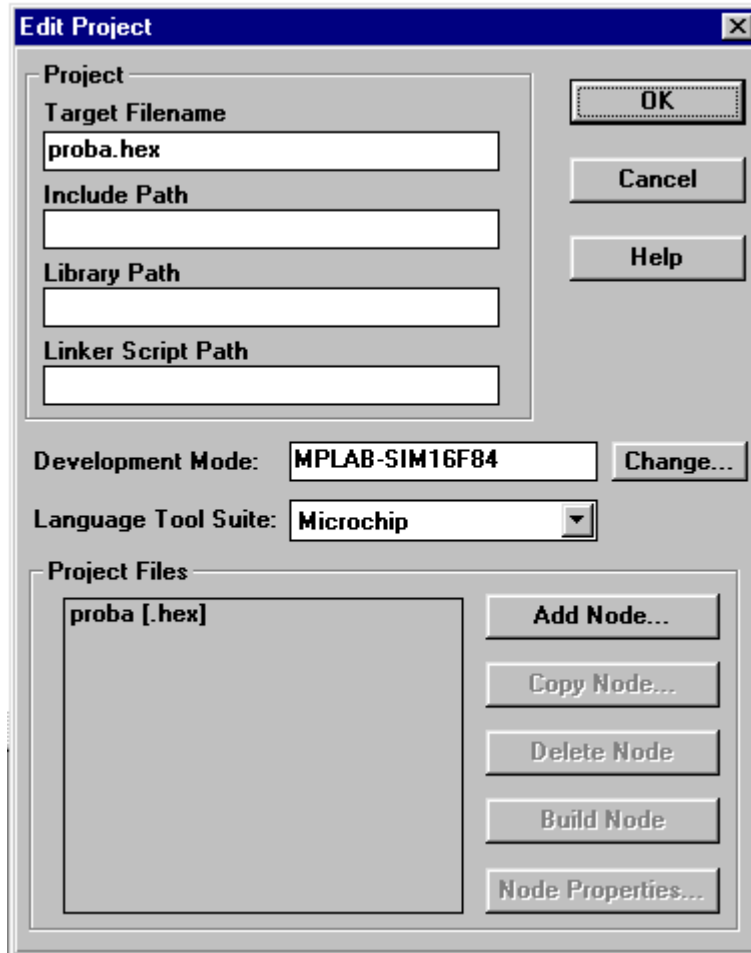 Edit Project
Project
Target Filename
proba.hex
Include Path
Library Path
Linker Script Path
OK
Cancel
Help
Development Mode: MPLAB-SIM16F84 Change...
Language Tool Suite: Microchip
Project Files
proba [.hex]
Add Node...
Copy Node...
Delete Node
Build Node
Node Properties...